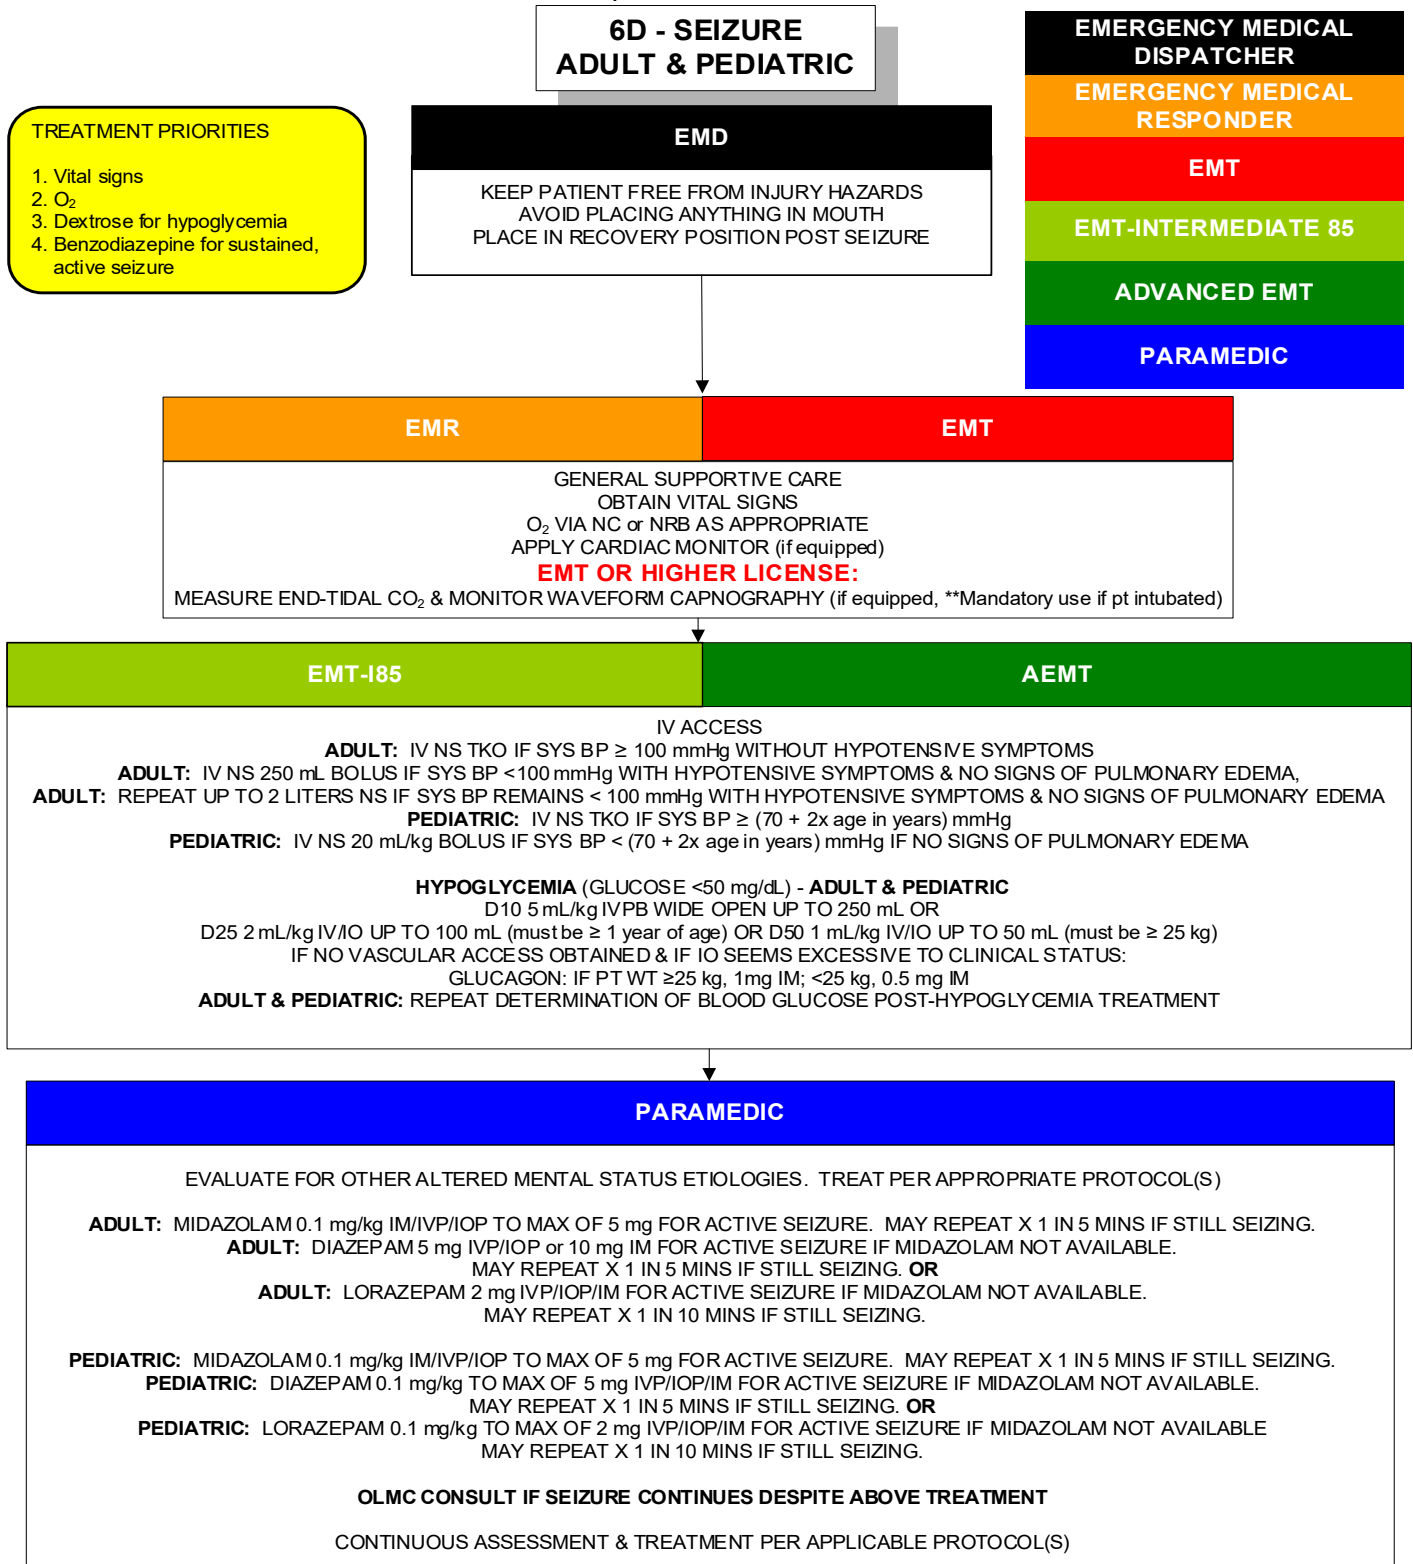 6D - SEIZURE
ADULT & PEDIATRIC
EMERGENCY MEDICAL
DISPATCHER
EMERGENCY MEDICAL
RESPONDER
EMT
EMT-INTERMEDIATE 85
ADVANCED EMT
PARAMEDIC
TREATMENT PRIORITIES
1. Vital signs
2. O₂
3. Dextrose for hypoglycemia
4. Benzodiazepine for sustained,
active seizure
EMD
KEEP PATIENT FREE FROM INJURY HAZARDS
AVOID PLACING ANYTHING IN MOUTH
PLACE IN RECOVERY POSITION POST SEIZURE
EMR
EMT
GENERAL SUPPORTIVE CARE
OBTAIN VITAL SIGNS
O₂ VIA NC or NRB AS APPROPRIATE
APPLY CARDIAC MONITOR (if equipped)
EMT OR HIGHER LICENSE:
MEASURE END-TIDAL CO₂ & MONITOR WAVEFORM CAPNOGRAPHY (if equipped, **Mandatory use if pt intubated)
EMT-I85
AEMT
IV ACCESS
ADULT: IV NS TKO IF SYS BP ≥ 100 mmHg WITHOUT HYPOTENSIVE SYMPTOMS
ADULT: IV NS 250 mL BOLUS IF SYS BP <100 mmHg WITH HYPOTENSIVE SYMPTOMS & NO SIGNS OF PULMONARY EDEMA,
ADULT: REPEAT UP TO 2 LITERS NS IF SYS BP REMAINS < 100 mmHg WITH HYPOTENSIVE SYMPTOMS & NO SIGNS OF PULMONARY EDEMA
PEDIATRIC: IV NS TKO IF SYS BP ≥ (70 + 2x age in years) mmHg
PEDIATRIC: IV NS 20 mL/kg BOLUS IF SYS BP < (70 + 2x age in years) mmHg IF NO SIGNS OF PULMONARY EDEMA
HYPOGLYCEMIA (GLUCOSE <50 mg/dL) - ADULT & PEDIATRIC
D10 5 mL/kg IVPB WIDE OPEN UP TO 250 mL OR
D25 2 mL/kg IV/IO UP TO 100 mL (must be ≥ 1 year of age) OR D50 1 mL/kg IV/IO UP TO 50 mL (must be ≥ 25 kg)
IF NO VASCULAR ACCESS OBTAINED & IF IO SEEMS EXCESSIVE TO CLINICAL STATUS:
GLUCAGON: IF PT WT ≥25 kg, 1mg IM; <25 kg, 0.5 mg IM
ADULT & PEDIATRIC: REPEAT DETERMINATION OF BLOOD GLUCOSE POST-HYPOGLYCEMIA TREATMENT
PARAMEDIC
EVALUATE FOR OTHER ALTERED MENTAL STATUS ETIOLOGIES. TREAT PER APPROPRIATE PROTOCOL(S)
ADULT: MIDAZOLAM 0.1 mg/kg IM/IVP/IOP TO MAX OF 5 mg FOR ACTIVE SEIZURE. MAY REPEAT X 1 IN 5 MINS IF STILL SEIZING.
ADULT: DIAZEPAM 5 mg IVP/IOP or 10 mg IM FOR ACTIVE SEIZURE IF MIDAZOLAM NOT AVAILABLE.
MAY REPEAT X 1 IN 5 MINS IF STILL SEIZING. OR
ADULT: LORAZEPAM 2 mg IVP/IOP/IM FOR ACTIVE SEIZURE IF MIDAZOLAM NOT AVAILABLE.
MAY REPEAT X 1 IN 10 MINS IF STILL SEIZING.
PEDIATRIC: MIDAZOLAM 0.1 mg/kg IM/IVP/IOP TO MAX OF 5 mg FOR ACTIVE SEIZURE. MAY REPEAT X 1 IN 5 MINS IF STILL SEIZING.
PEDIATRIC: DIAZEPAM 0.1 mg/kg TO MAX OF 5 mg IVP/IOP/IM FOR ACTIVE SEIZURE IF MIDAZOLAM NOT AVAILABLE.
MAY REPEAT X 1 IN 5 MINS IF STILL SEIZING. OR
PEDIATRIC: LORAZEPAM 0.1 mg/kg TO MAX OF 2 mg IVP/IOP/IM FOR ACTIVE SEIZURE IF MIDAZOLAM NOT AVAILABLE
MAY REPEAT X 1 IN 10 MINS IF STILL SEIZING.
OLMC CONSULT IF SEIZURE CONTINUES DESPITE ABOVE TREATMENT
CONTINUOUS ASSESSMENT & TREATMENT PER APPLICABLE PROTOCOL(S)